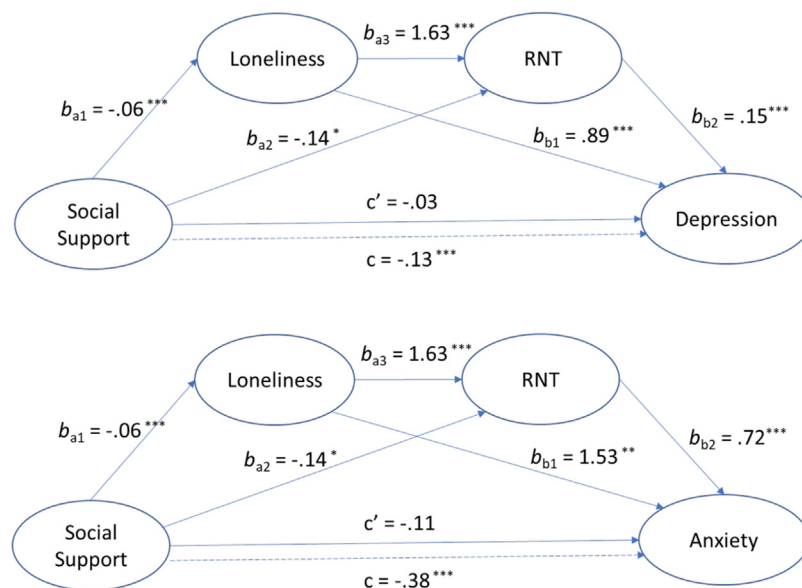 b_a3 = 1.63***
Loneliness
RNT
b_a1 = -.06***
b_a2 = -.14*
b_b1 = .89***
b_b2 = .15***
Social
Support
c’ = -.03
Depression
c = -.13***
b_a3 = 1.63***
Loneliness
RNT
b_a1 = -.06***
b_a2 = -.14*
b_b1 = 1.53**
b_b2 = .72***
Social
Support
c’ = -.11
Anxiety
c = -.38***